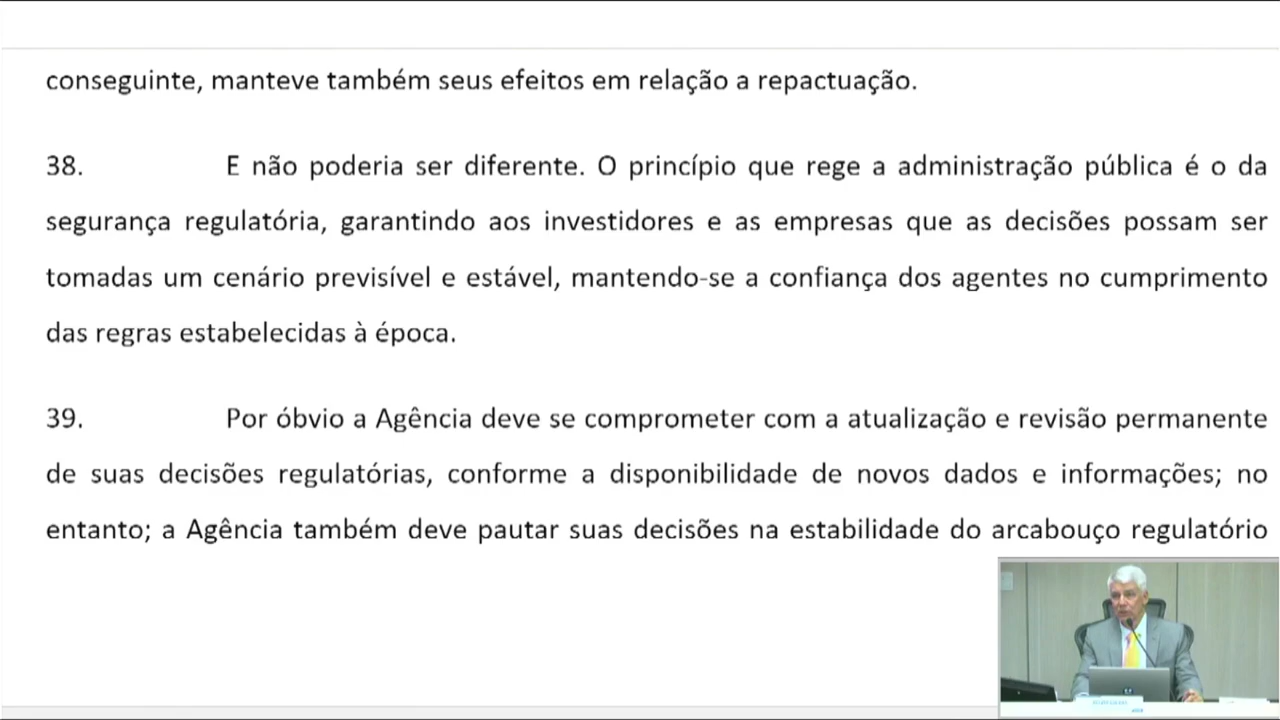 conseguinte, manteve também seus efeitos em relação a repactuação.
38. E não poderia ser diferente. O princípio que rege a administração pública é o da
segurança regulatória, garantindo aos investidores e as empresas que as decisões possam ser
tomadas um cenário previsível e estável, mantendo-se a confiança dos agentes no cumprimento
das regras estabelecidas à época.
39. Por óbvio a Agência deve se comprometer com a atualização e revisão permanente
de suas decisões regulatórias, conforme a disponibilidade de novos dados e informações; no
entanto; a Agência também deve pautar suas decisões na estabilidade do arcabouço regulatório